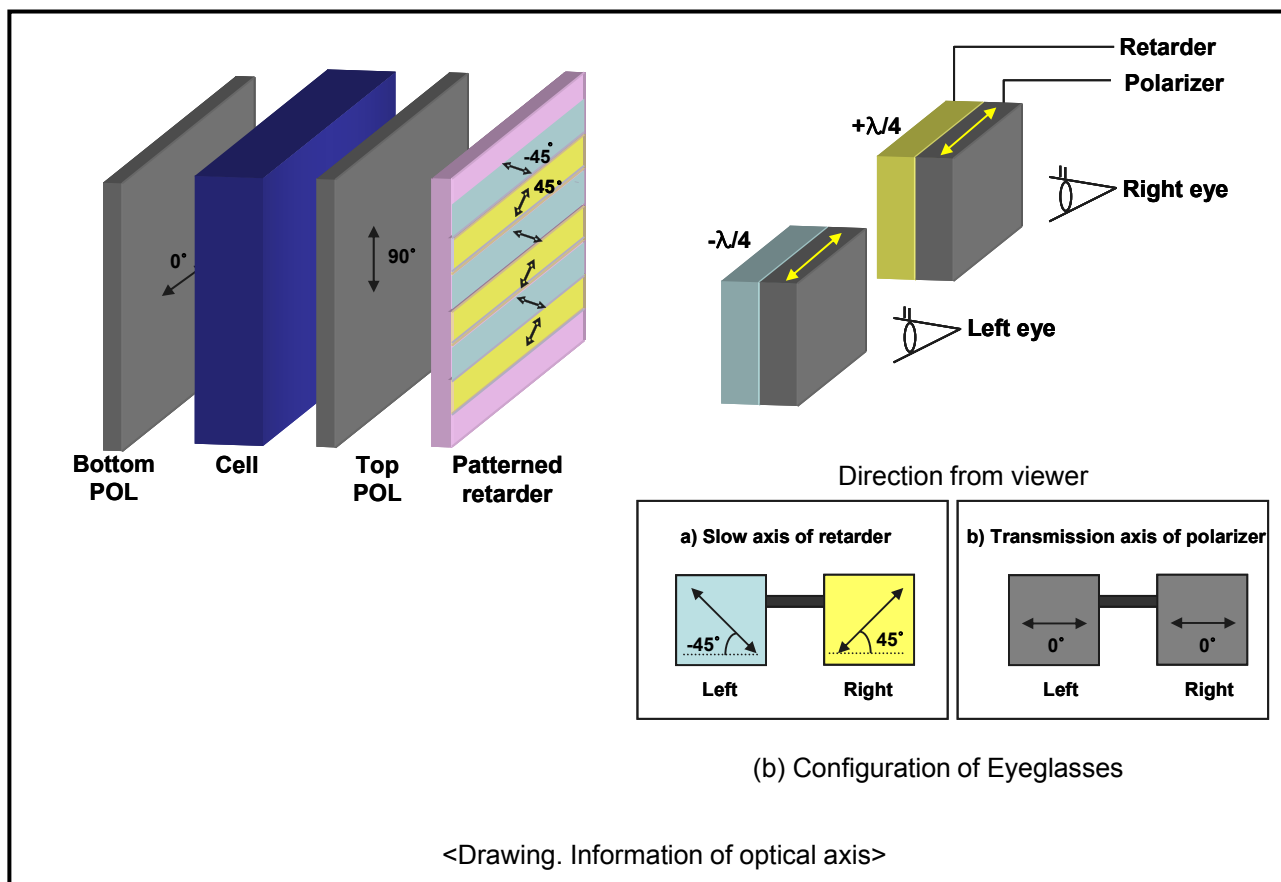 Retarder
Polarizer
+λ/4
-45°
45°
Right eye
-λ/4
0°
90°
Left eye
Bottom
POL
Cell
Top
POL
Patterned
retarder
Direction from viewer
a) Slow axis of retarder
-45°
45°
Left
Right
b) Transmission axis of polarizer
0°
0°
Left
Right
(b) Configuration of Eyeglasses
<Drawing. Information of optical axis>